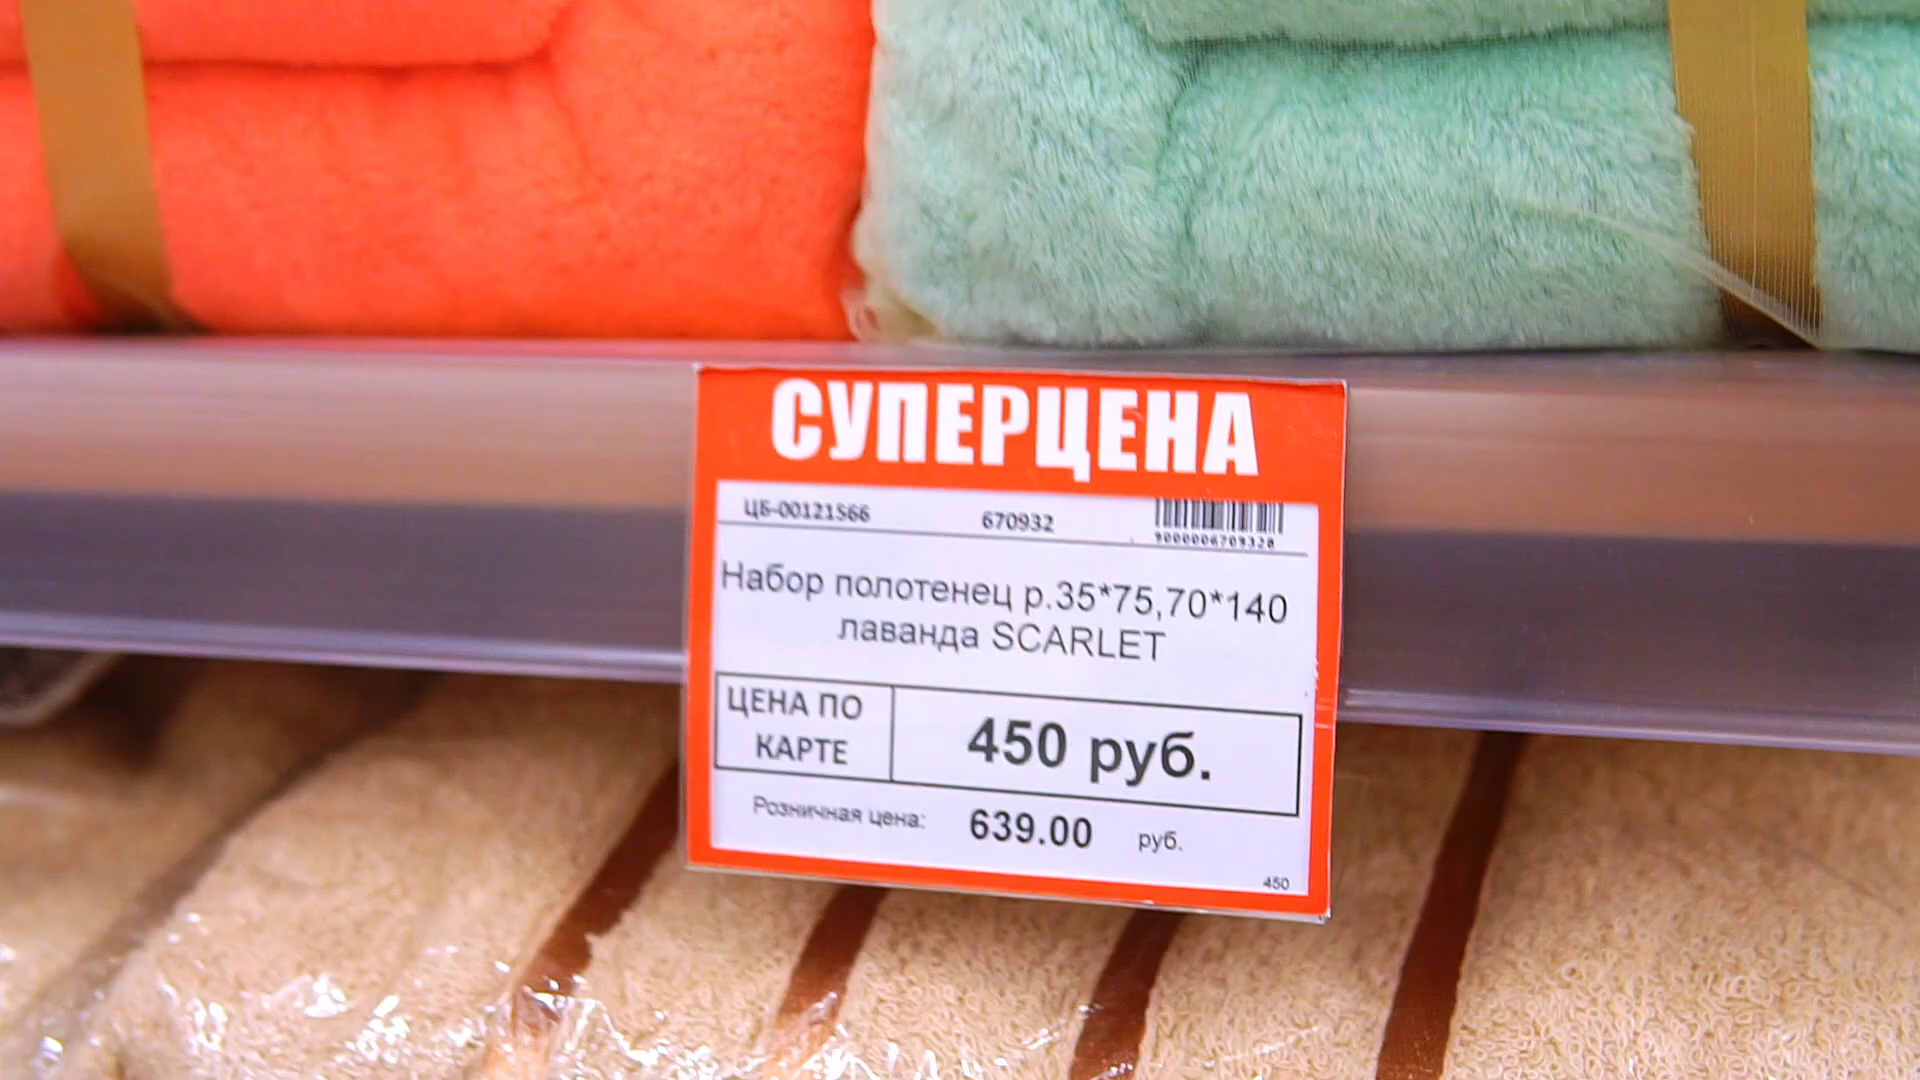 СУПЕРЦЕНА
ЦБ-00121566 670932
9000006709328
Набор полотенец р.35*75,70*140
лаванда SCARLET
ЦЕНА ПО КАРТЕ
450 руб.
Розничная цена: 639.00 руб.
450